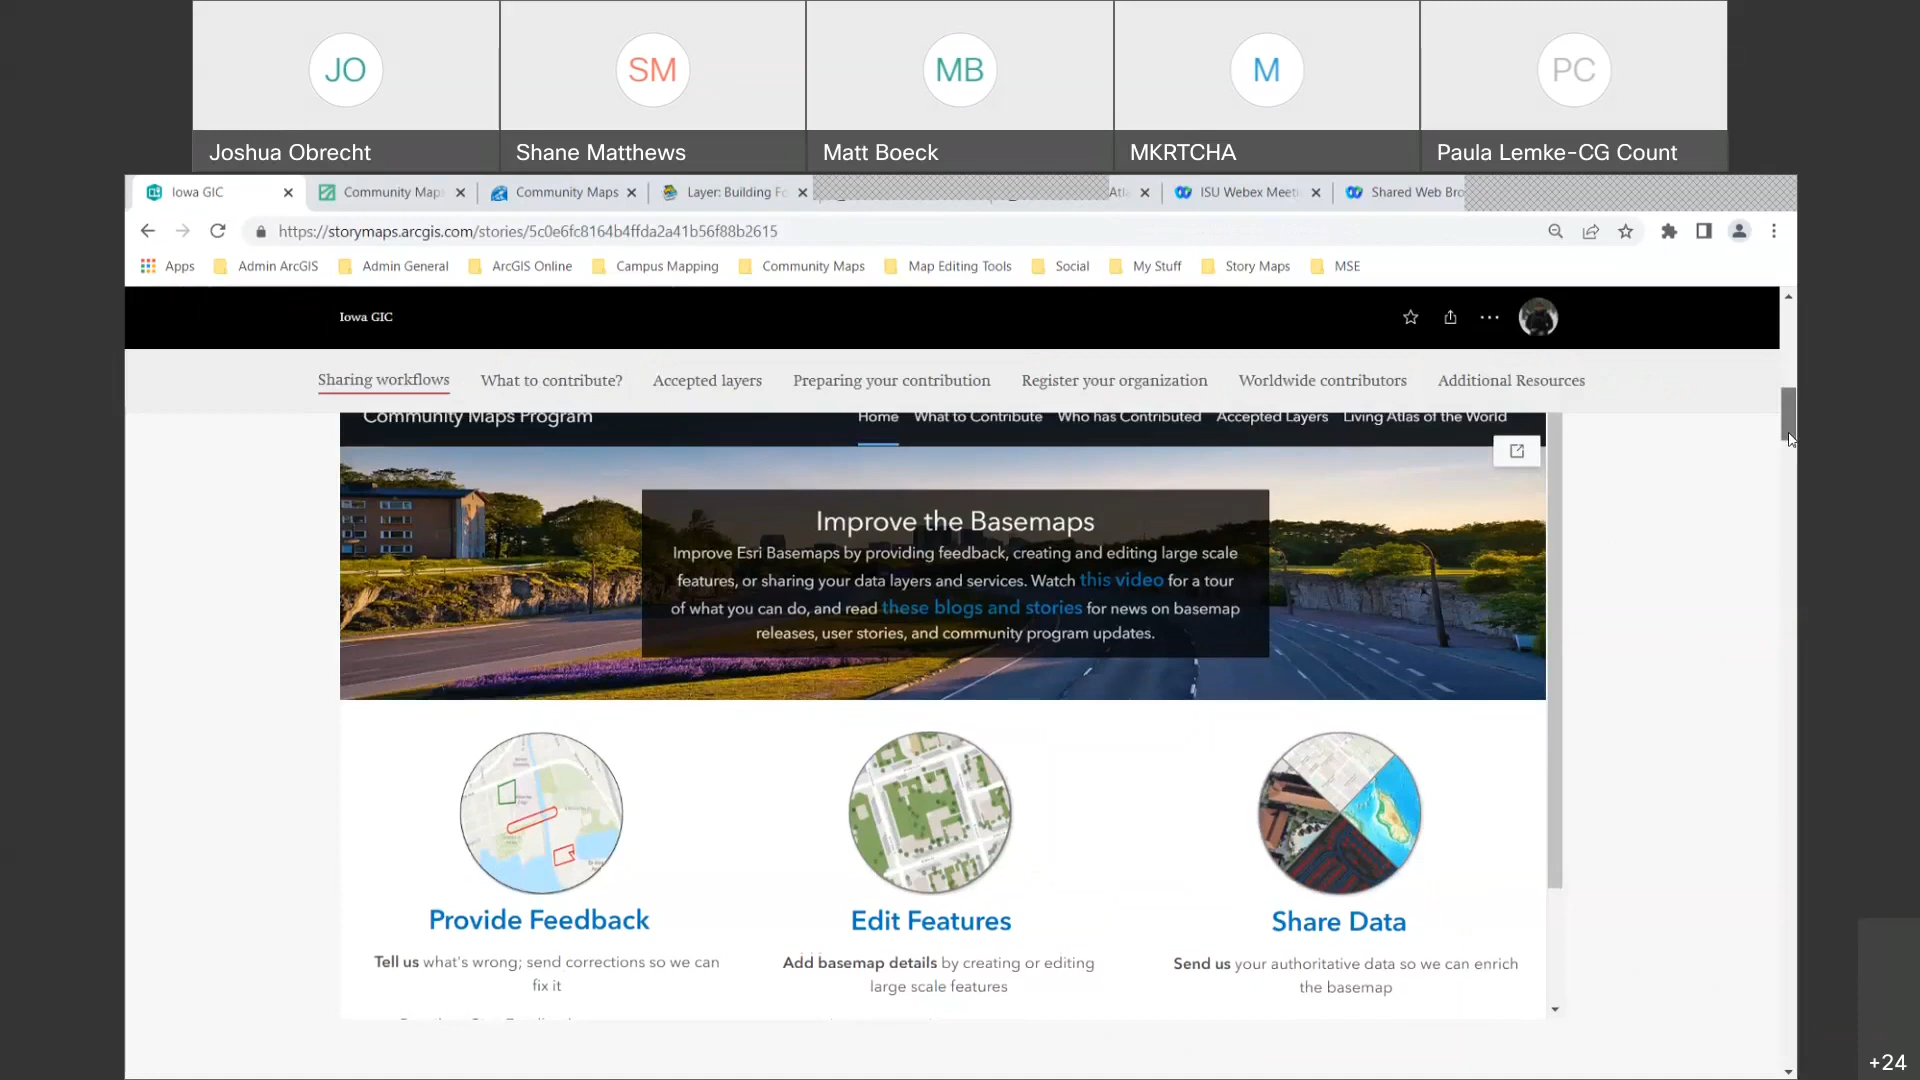 JO
SM
MB
M
PC
Joshua Obrecht
Shane Matthews
Matt Boeck
MKRTCHA
Paula Lemke-CG Count
Iowa GIC
Community Maps
Community Maps
Layer: Building Fo
Atla
ISU Webex Meeti
Shared Web Bro
https://storymaps.arcgis.com/stories/5c0e6fc8164b4ffda2a41b56f88b2615
Apps
Admin ArcGIS
Admin General
ArcGIS Online
Campus Mapping
Community Maps
Map Editing Tools
Social
My Stuff
Story Maps
MSE
Iowa GIC
Sharing workflows
What to contribute?
Accepted layers
Preparing your contribution
Register your organization
Worldwide contributors
Additional Resources
Community Maps Program
Home
What to Contribute
Who has Contributed
Accepted Layers
Living Atlas of the World
Improve the Basemaps
Improve Esri Basemaps by providing feedback, creating and editing large scale
features, or sharing your data layers and services. Watch this video for a tour
of what you can do, and read these blogs and stories for news on basemap
releases, user stories, and community program updates.
Provide Feedback
Edit Features
Share Data
Tell us what's wrong; send corrections so we can
fix it
Add basemap details by creating or editing
large scale features
Send us your authoritative data so we can enrich
the basemap
+24